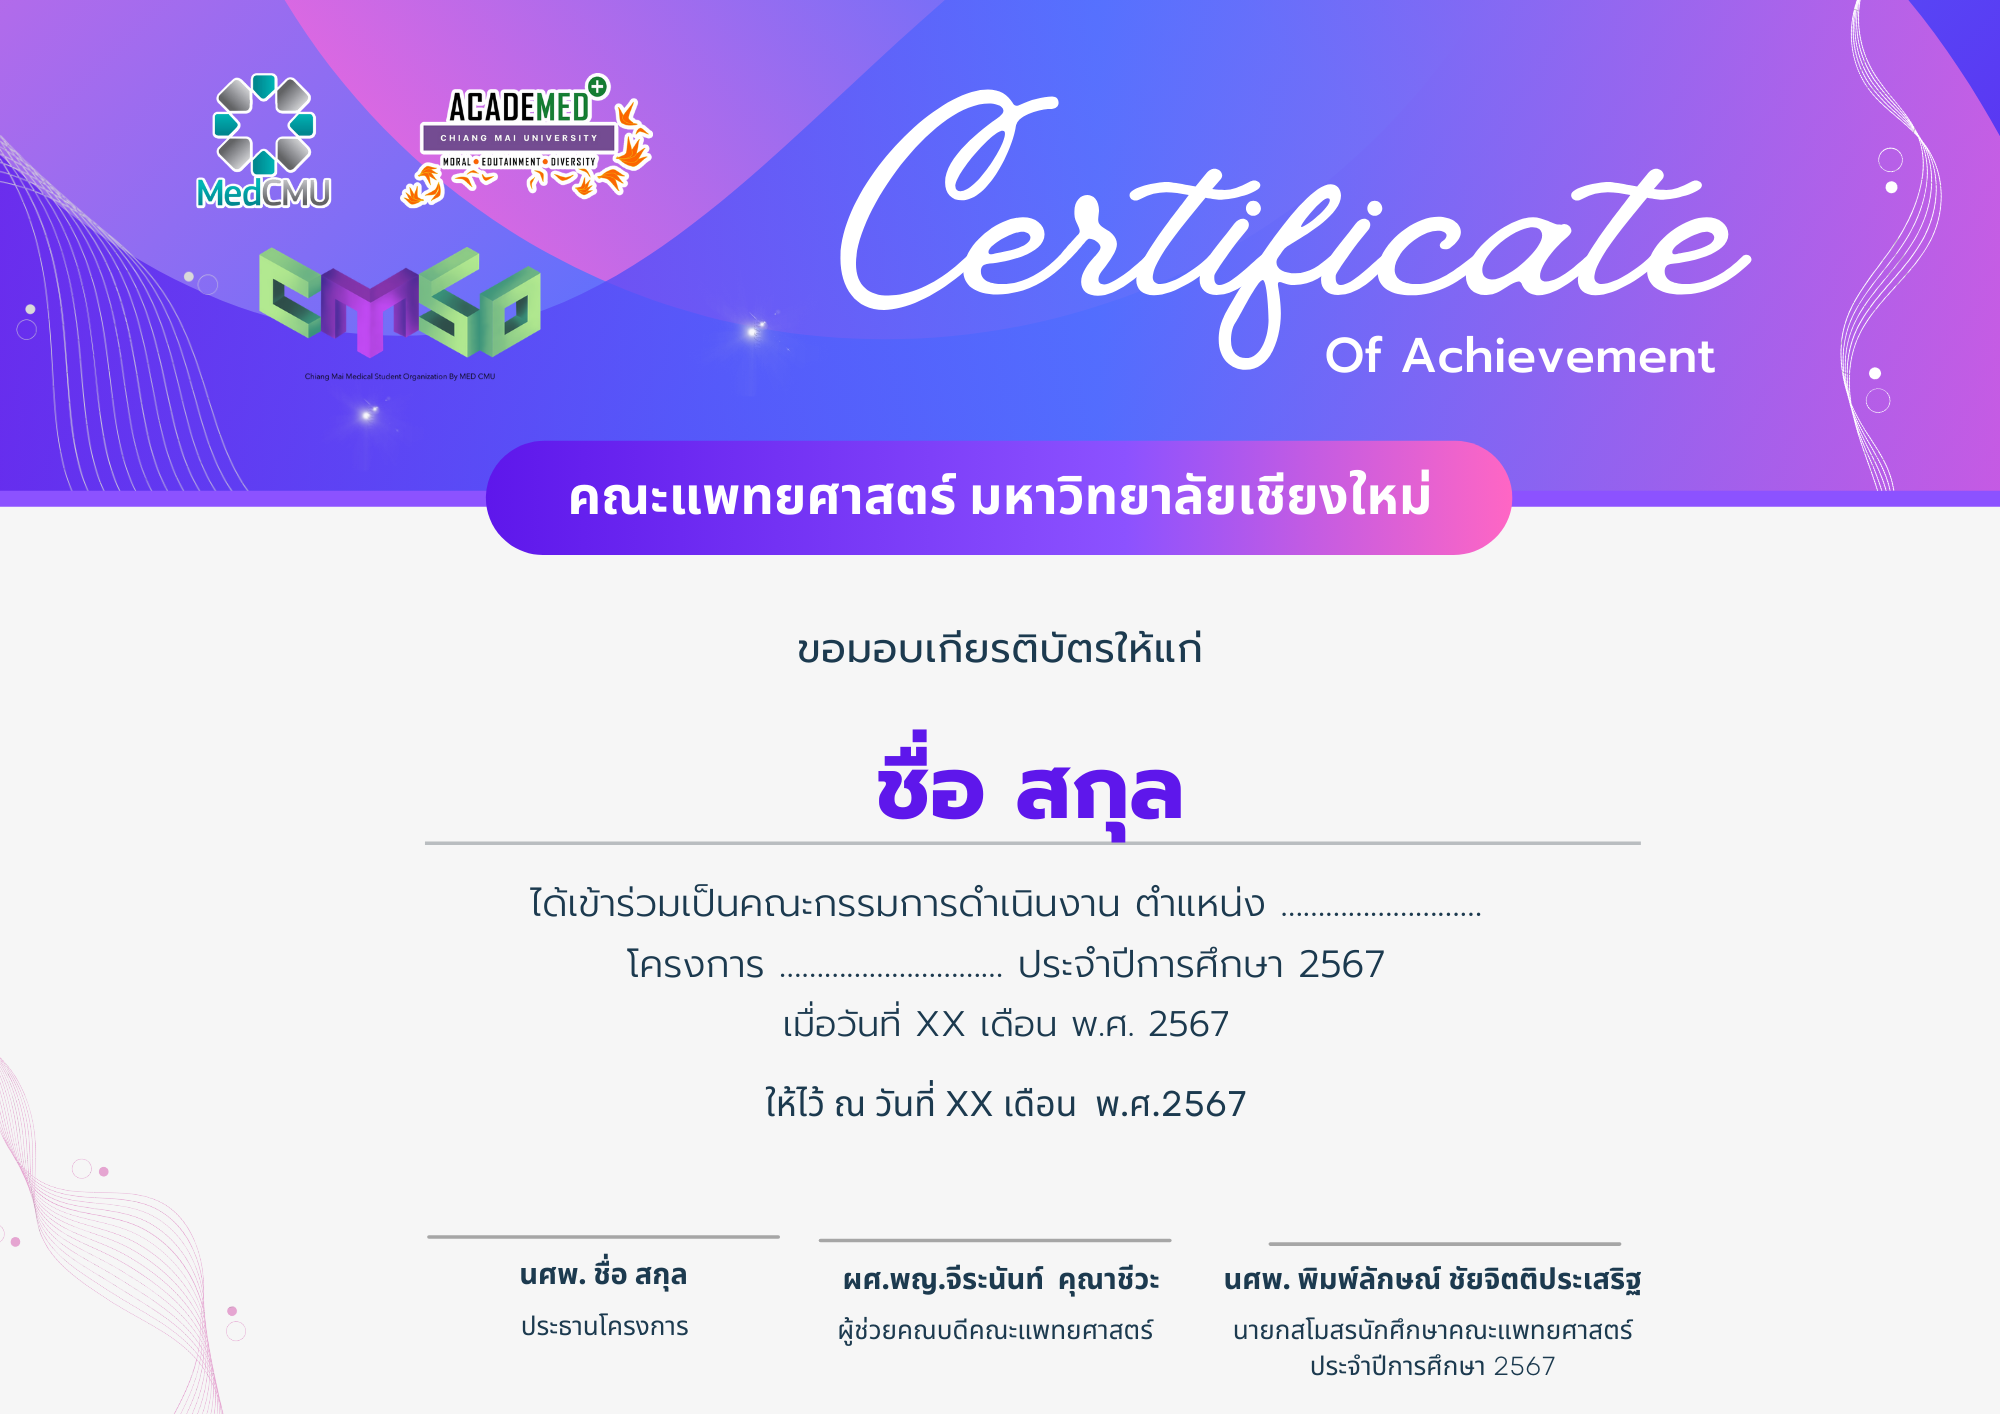 MedCMU
ACADEMED
CHIANG MAI UNIVERSITY
MORAL • EDUTAINMENT • DIVERSITY
CMSO
Chiang Mai Medical Student Organization By MED CMU
Certificate
Of Achievement
คณะแพทยศาสตร์ มหาวิทยาลัยเชียงใหม่
ขอมอบเกียรติบัตรให้แก่
ชื่อ สกุล
ได้เข้าร่วมเป็นคณะกรรมการดำเนินงาน ตำแหน่ง ...........................
โครงการ .............................. ประจำปีการศึกษา 2567
เมื่อวันที่ XX เดือน พ.ศ. 2567
ให้ไว้ ณ วันที่ XX เดือน พ.ศ.2567
นศพ. ชื่อ สกุล
ประธานโครงการ
ผศ.พญ.จีระนันท์ คุณาชีวะ
ผู้ช่วยคณบดีคณะแพทยศาสตร์
นศพ. พิมพ์ลักษณ์ ชัยจิตติประเสริฐ
นายกสโมสรนักศึกษาคณะแพทยศาสตร์
ประจำปีการศึกษา 2567